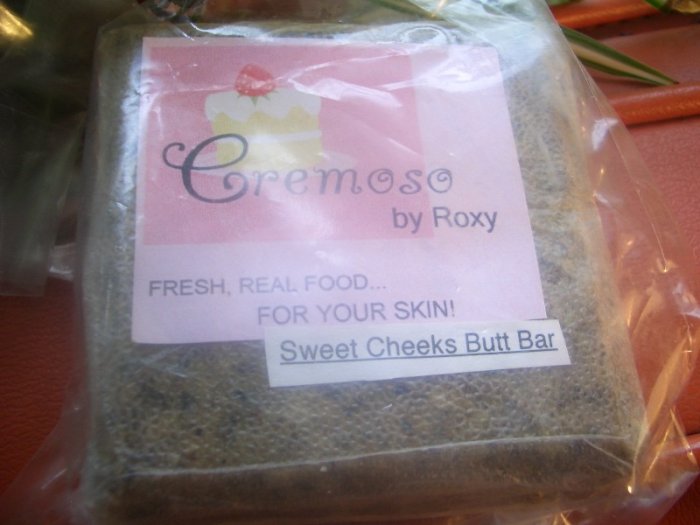 Cremoso
by Roxy
FRESH, REAL FOOD...
FOR YOUR SKIN!
Sweet Cheeks Butt Bar